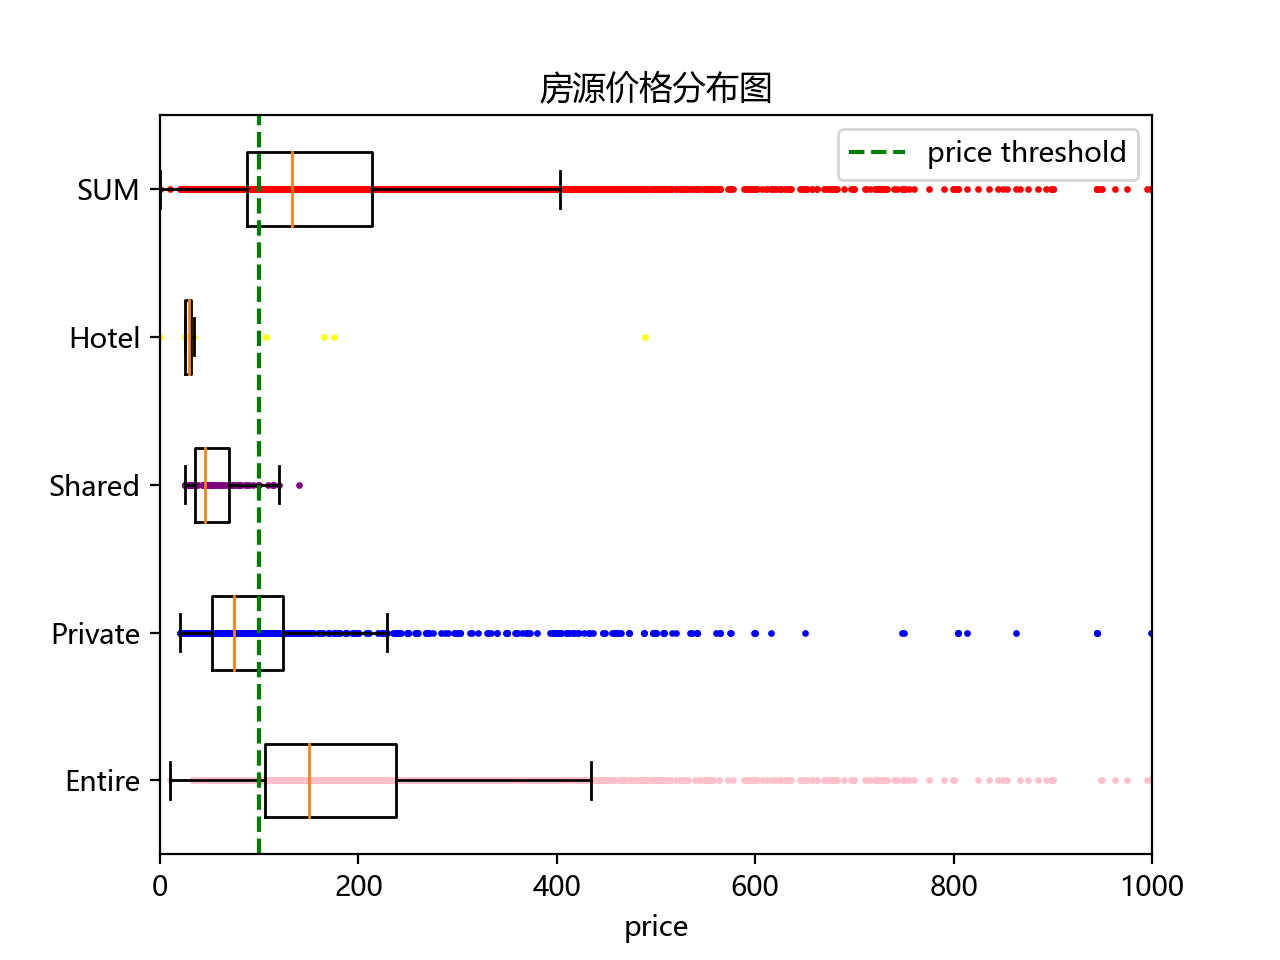 房源价格分布图
price threshold
SUM
Hotel
Shared
Private
Entire
0 200 400 600 800 1000
price